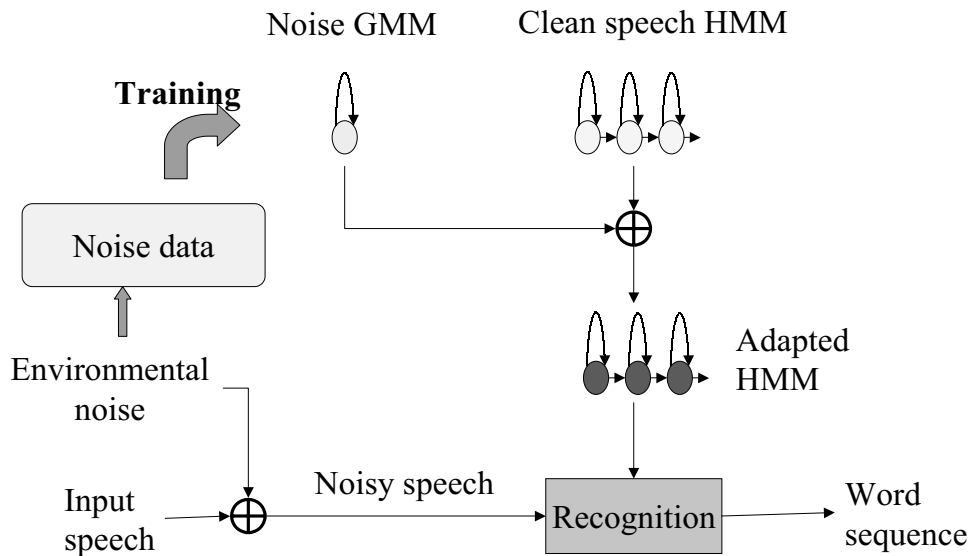 Noise GMM
Clean speech HMM
Training
Noise data
Environmental
noise
Adapted
HMM
Input
speech
Noisy speech
Recognition
Word
sequence